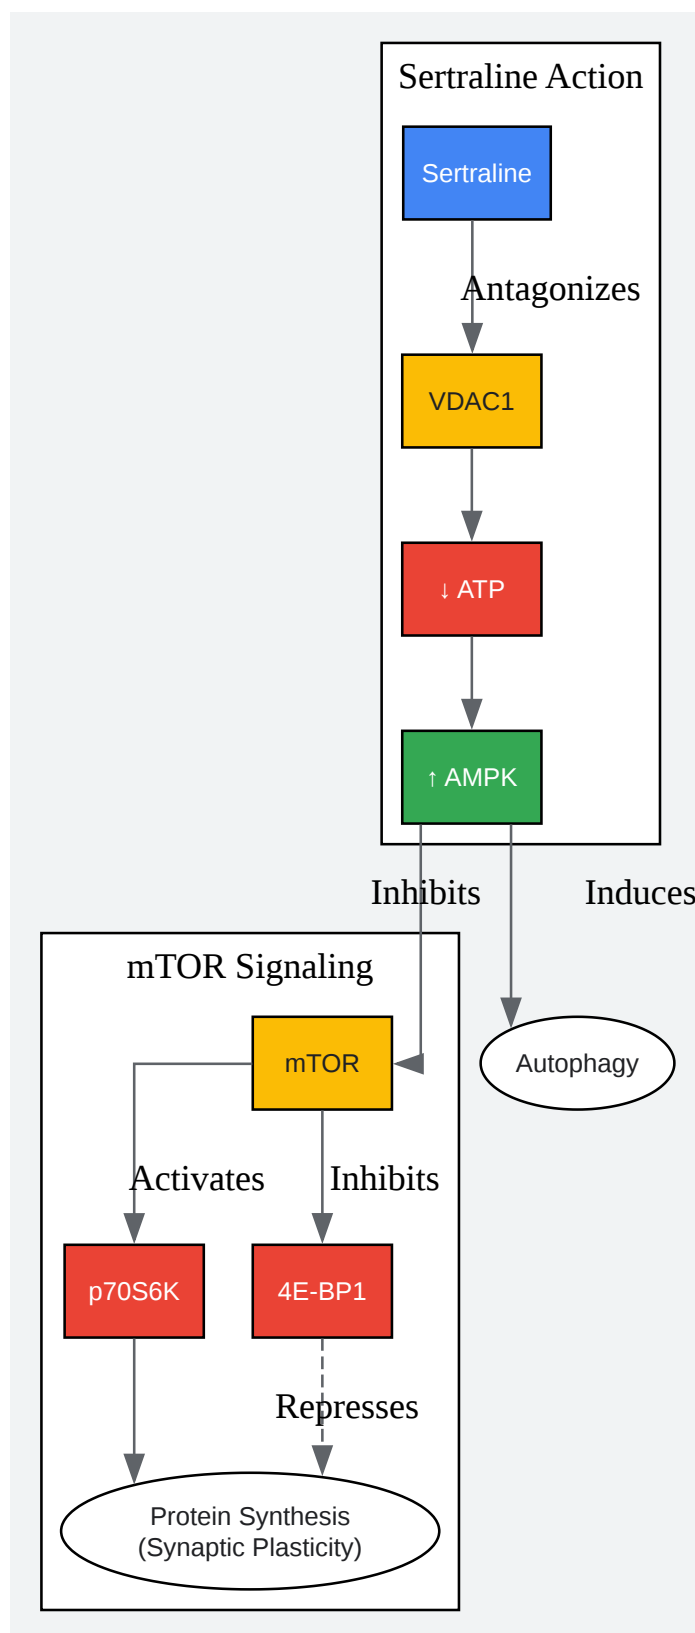 Sertraline Action
Sertraline
Antagonizes
VDAC1
↓ ATP
↑ AMPK
Inhibits
Induces
mTOR Signaling
mTOR
Autophagy
Activates
Inhibits
p70S6K
4E-BP1
Represses
Protein Synthesis
(Synaptic Plasticity)